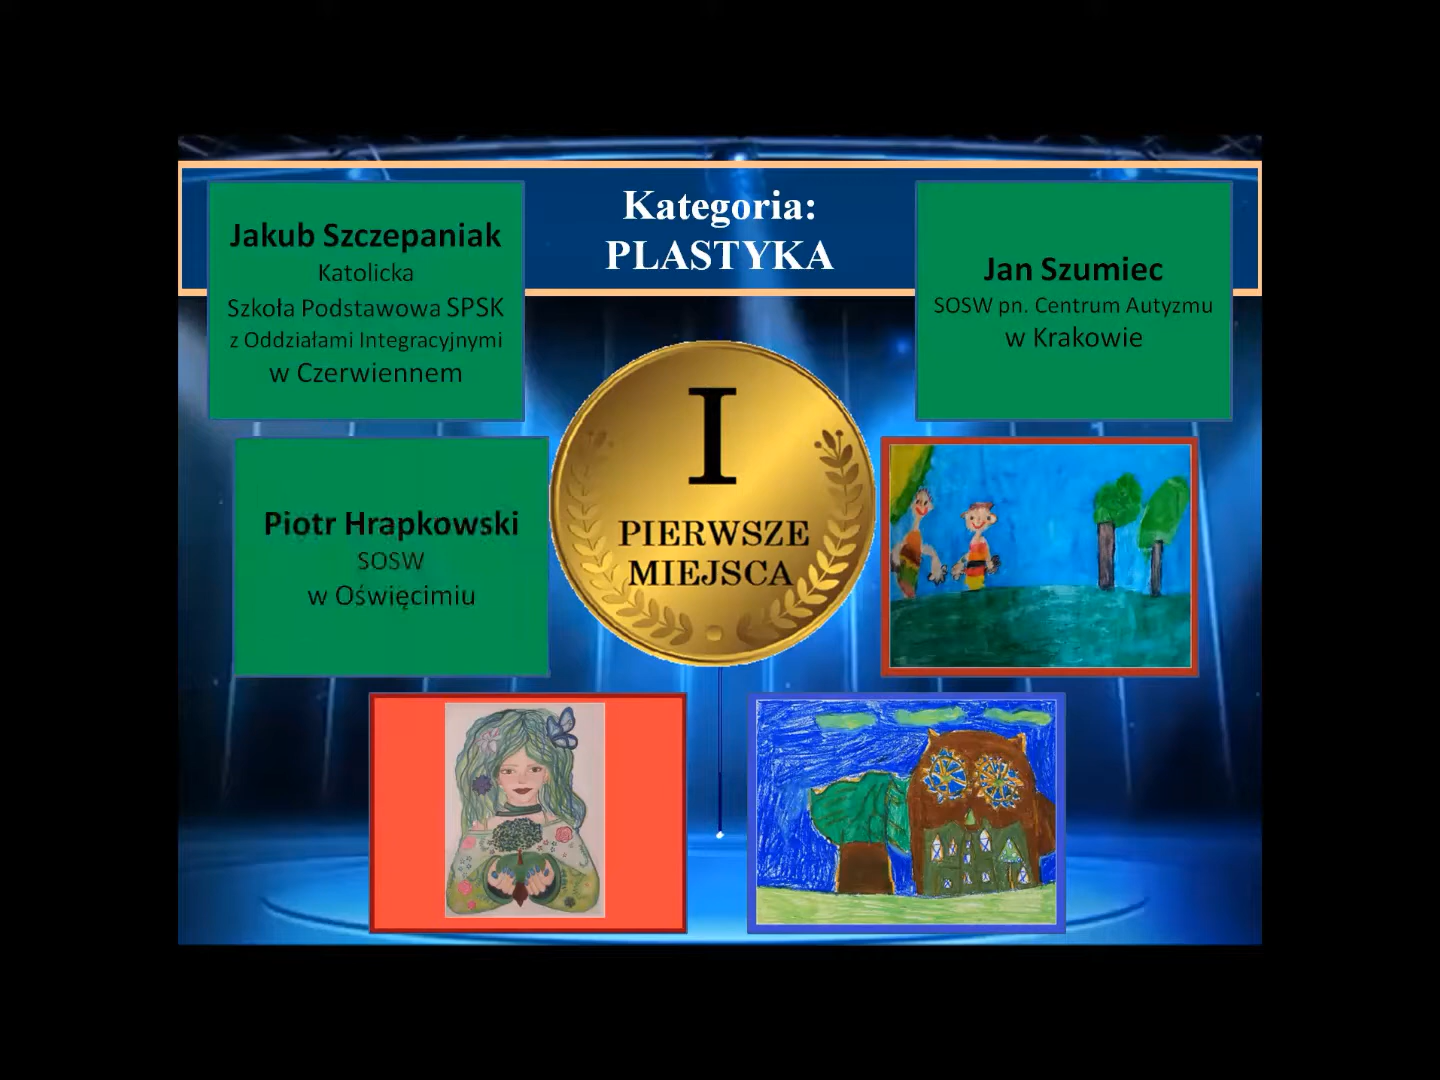 Kategoria:
PLASTYKA
Jakub Szczepaniak
Katolicka
Szkoła Podstawowa SPSK
z Oddziałami Integracyjnymi
w Czerwiennem
Jan Szumiec
SOSW pn. Centrum Autyzmu
w Krakowie
Piotr Hrapkowski
SOSW
w Oświęcimiu
I
PIERWSZE
MIEJSCA